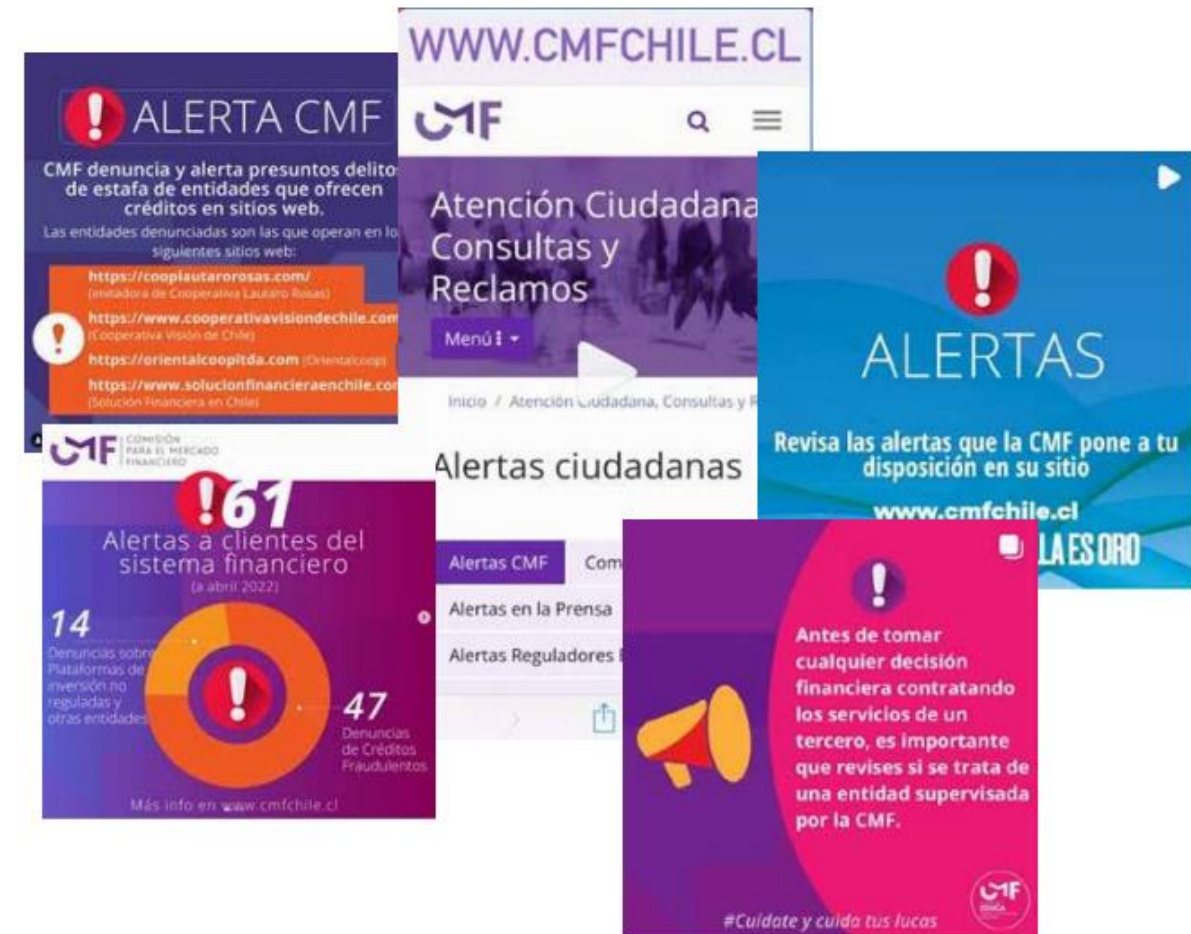 ALERTA CMF
CMF denuncia y alerta presuntos delitos
de estafa de entidades que ofrecen
créditos en sitios web.
Las entidades denunciadas son las que operan en lo
siguientes sitios web:
https://cooplautarorosas.com/
(imitadora de Cooperativa Lautaro Rosas)
https://www.cooperativavisiondechile.com
(Cooperativa Visión de Chile)
https://orientalcoopltda.com (Orientalcoop)
https://www.solucionfinancieraenchile.com
(Solución Financiera en Chile)
WWW.CMFCHILE.CL
CMF
Atención Ciudadana
Consultas y
Reclamos
Menú
Inicio / Atención Ciudadana, Consultas y R
Alertas ciudadanas
Alertas CMF Com
Alertas en la Prensa
Alertas Reguladores
ALERTAS
Revisa las alertas que la CMF pone a tu
disposición en su sitio
www.cmfchile.cl
LA ES ORO
CMF COMISIÓN
PARA EL MERCADO
FINANCIERO
61
Alertas a clientes del
sistema financiero
(a abril 2022)
14
Denuncias sobre
Plataformas de
inversión no
reguladas y
otras entidades
47
Denuncias
de Créditos
Fraudulentos
Más info en www.cmfchile.cl
Antes de tomar
cualquier decisión
financiera contratando
los servicios de un
tercero, es importante
que revises si se trata de
una entidad supervisada
por la CMF.
CMF
EDUCA
#Cuídate y cuida tus lucas